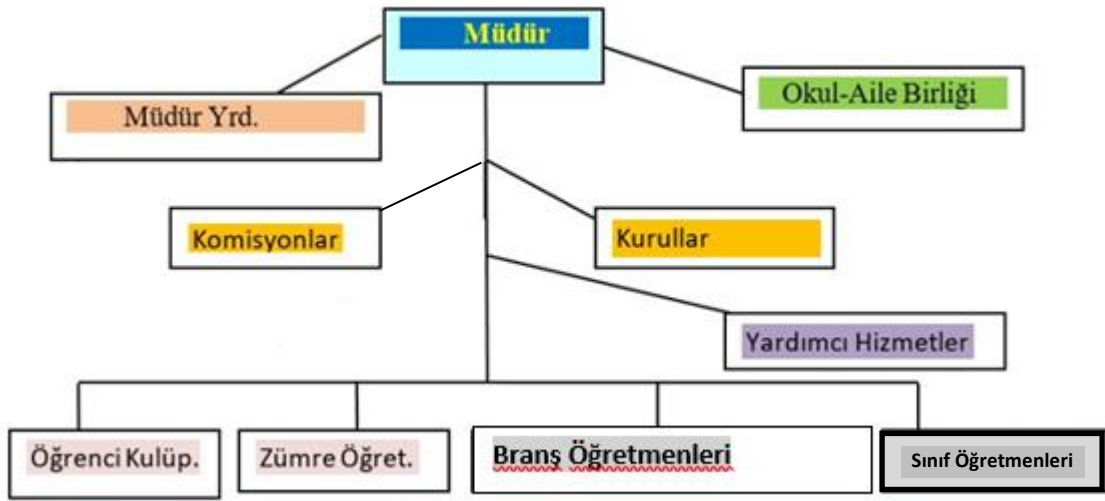 Müdür
Okul-Aile Birliği
Müdür Yrd.
Komisyonlar
Kurullar
Yardımcı Hizmetler
Öğrenci Kulüp.
Zümre Öğret.
Branş Öğretmenleri
Sınıf Öğretmenleri